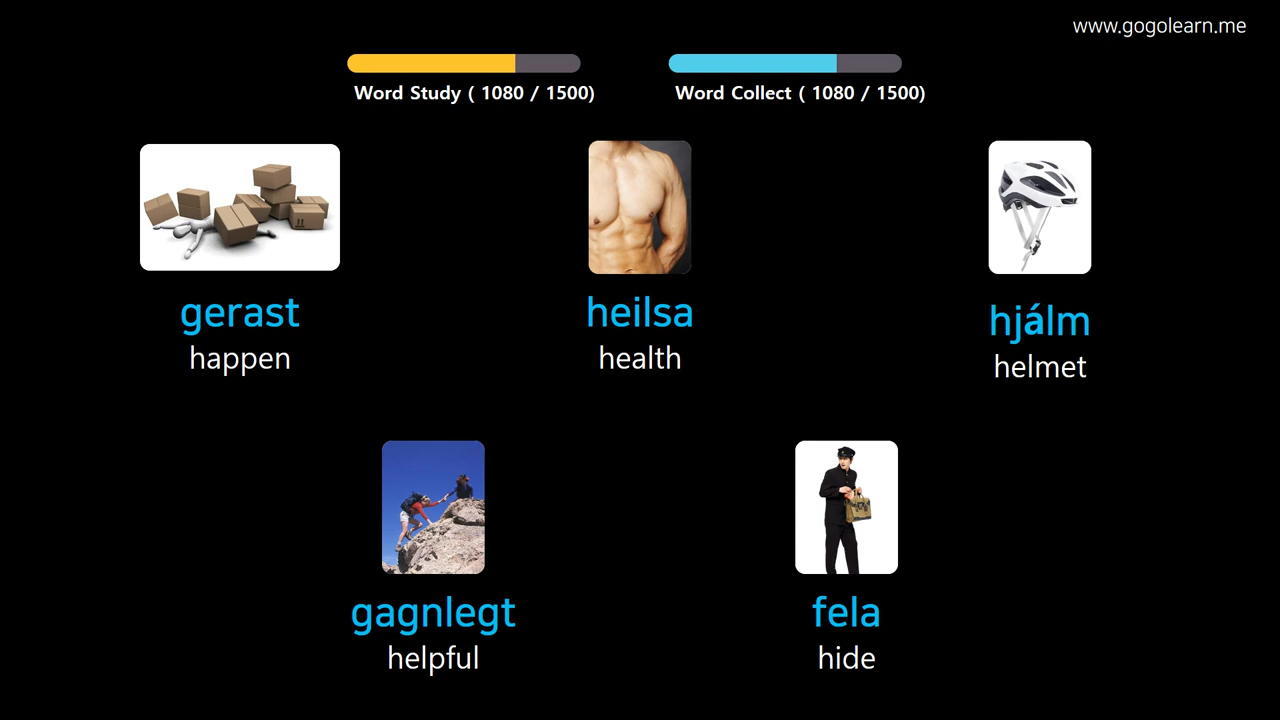 www.gogolearn.me
Word Study ( 1080 / 1500)
Word Collect ( 1080 / 1500)
gerast
happen
heilsa
health
hjálm
helmet
gagnlegt
helpful
fela
hide